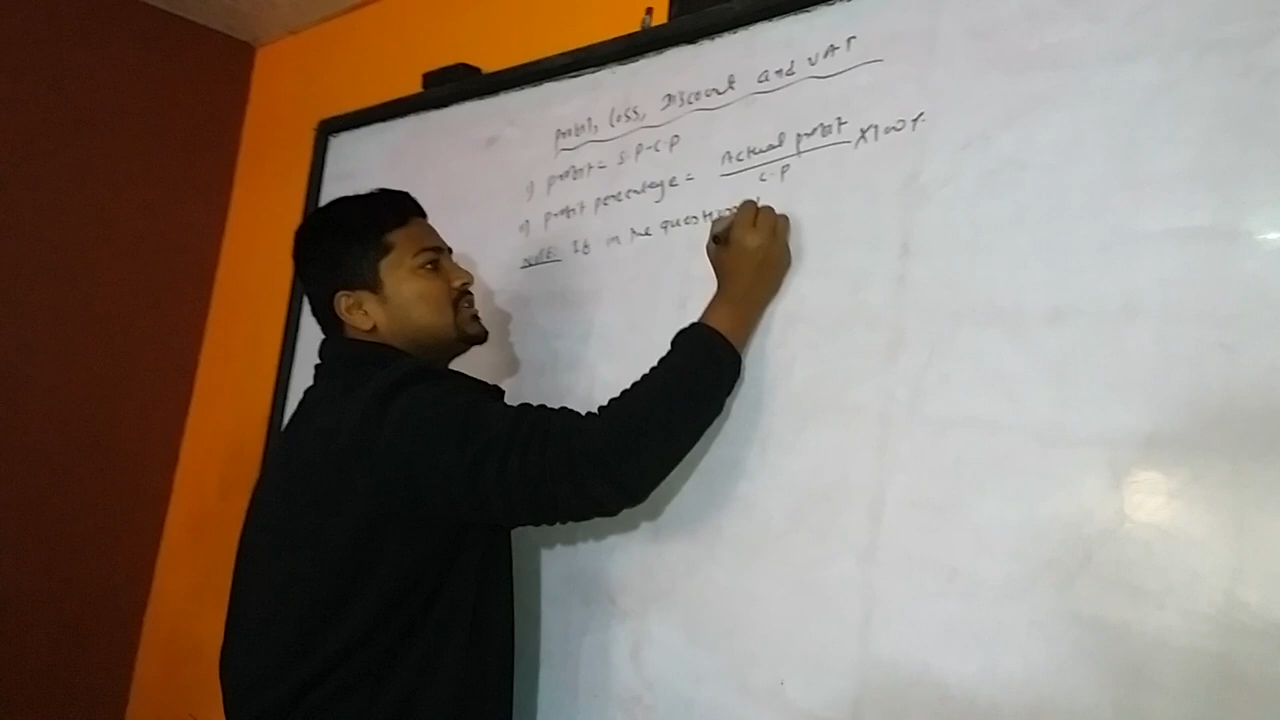 Profit, Loss, Discount and VAT
i) profit = S.P-C.P
ii) profit percentage = Actual profit / C.P X100%
Note: If in the question